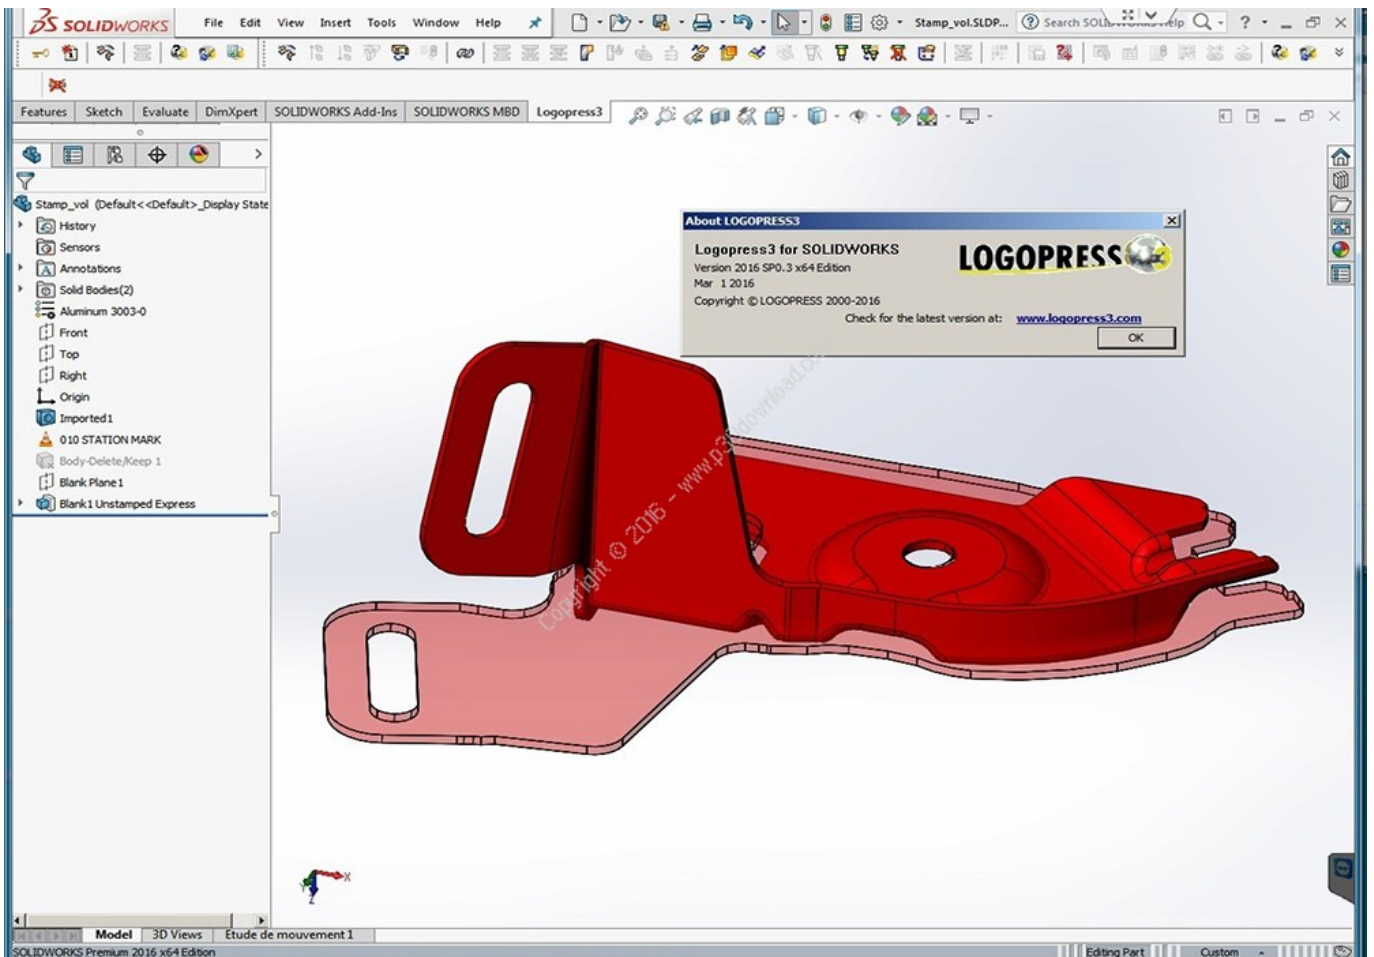 SOLIDWORKS File Edit View Insert Tools Window Help Stamp_vol.SLDP... Search
Features Sketch Evaluate DimXpert SOLIDWORKS Add-Ins SOLIDWORKS MBD Logopress3
Stamp_vol (Default<<Default>_Display State
History
Sensors
Annotations
Solid Bodies(2)
Aluminum 3003-0
Front
Top
Right
Origin
Imported1
010 STATION MARK
Body-Delete/Keep 1
Blank Plane1
Blank1 Unstamped Express
About LOGOPRESS3
Logopress3 for SOLIDWORKS
Version 2016 SP0.3 x64 Edition
Mar 1 2016
Copyright © LOGOPRESS 2000-2016
LOGOPRESS 3
Check for the latest version at: www.logopress3.com
OK
Copyright © 2016 - www.p30download.com
X
Y
Z
Model 3D Views Etude de mouvement 1
SOLIDWORKS Premium 2016 x64 Edition Editing Part Custom